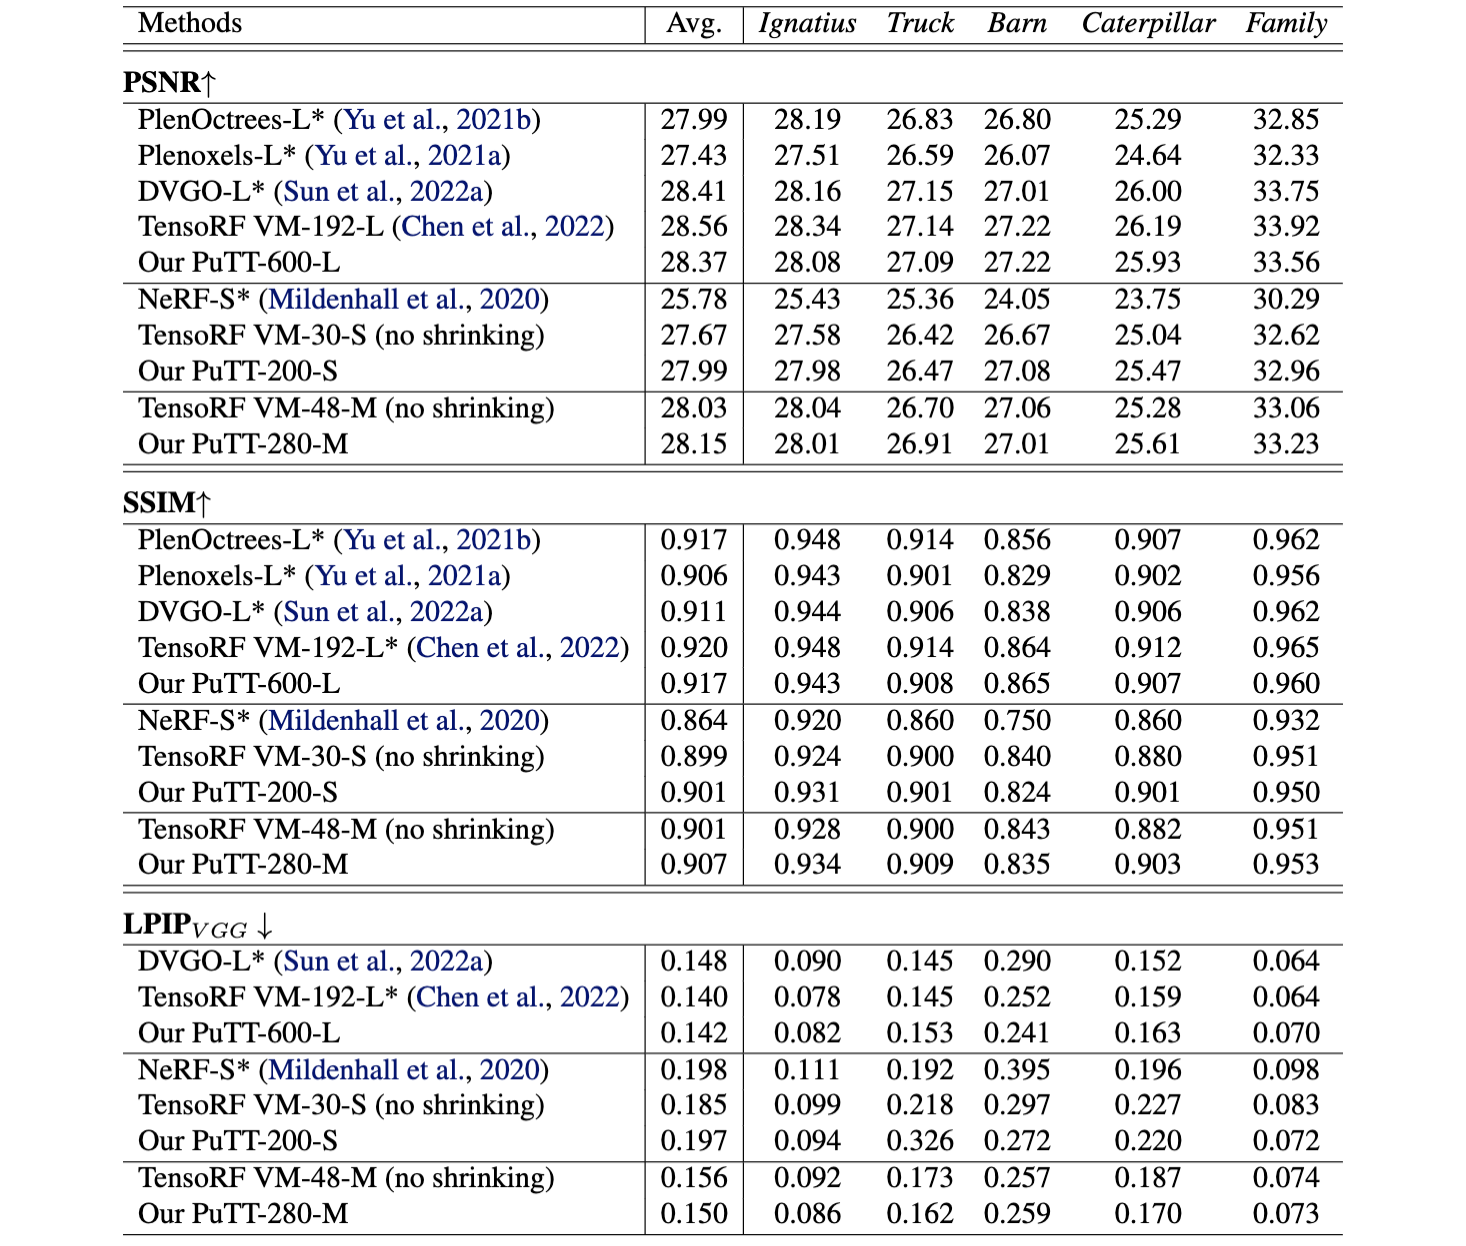 Methods Avg. Ignatius Truck Barn Caterpillar Family
PSNR↑
PlenOctrees-L* (Yu et al., 2021b) 27.99 28.19 26.83 26.80 25.29 32.85
Plenoxels-L* (Yu et al., 2021a) 27.43 27.51 26.59 26.07 24.64 32.33
DVGO-L* (Sun et al., 2022a) 28.41 28.16 27.15 27.01 26.00 33.75
TensoRF VM-192-L (Chen et al., 2022) 28.56 28.34 27.14 27.22 26.19 33.92
Our PuTT-600-L 28.37 28.08 27.09 27.22 25.93 33.56
NeRF-S* (Mildenhall et al., 2020) 25.78 25.43 25.36 24.05 23.75 30.29
TensoRF VM-30-S (no shrinking) 27.67 27.58 26.42 26.67 25.04 32.62
Our PuTT-200-S 27.99 27.98 26.47 27.08 25.47 32.96
TensoRF VM-48-M (no shrinking) 28.03 28.04 26.70 27.06 25.28 33.06
Our PuTT-280-M 28.15 28.01 26.91 27.01 25.61 33.23
SSIM↑
PlenOctrees-L* (Yu et al., 2021b) 0.917 0.948 0.914 0.856 0.907 0.962
Plenoxels-L* (Yu et al., 2021a) 0.906 0.943 0.901 0.829 0.902 0.956
DVGO-L* (Sun et al., 2022a) 0.911 0.944 0.906 0.838 0.906 0.962
TensoRF VM-192-L* (Chen et al., 2022) 0.920 0.948 0.914 0.864 0.912 0.965
Our PuTT-600-L 0.917 0.943 0.908 0.865 0.907 0.960
NeRF-S* (Mildenhall et al., 2020) 0.864 0.920 0.860 0.750 0.860 0.932
TensoRF VM-30-S (no shrinking) 0.899 0.924 0.900 0.840 0.880 0.951
Our PuTT-200-S 0.901 0.931 0.901 0.824 0.901 0.950
TensoRF VM-48-M (no shrinking) 0.901 0.928 0.900 0.843 0.882 0.951
Our PuTT-280-M 0.907 0.934 0.909 0.835 0.903 0.953
LPIP_VGG ↓
DVGO-L* (Sun et al., 2022a) 0.148 0.090 0.145 0.290 0.152 0.064
TensoRF VM-192-L* (Chen et al., 2022) 0.140 0.078 0.145 0.252 0.159 0.064
Our PuTT-600-L 0.142 0.082 0.153 0.241 0.163 0.070
NeRF-S* (Mildenhall et al., 2020) 0.198 0.111 0.192 0.395 0.196 0.098
TensoRF VM-30-S (no shrinking) 0.185 0.099 0.218 0.297 0.227 0.083
Our PuTT-200-S 0.197 0.094 0.326 0.272 0.220 0.072
TensoRF VM-48-M (no shrinking) 0.156 0.092 0.173 0.257 0.187 0.074
Our PuTT-280-M 0.150 0.086 0.162 0.259 0.170 0.073